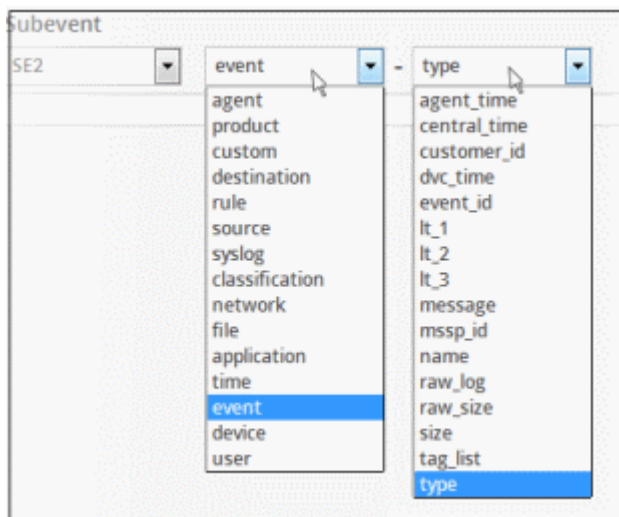 Subevent
SE2
event - type
agent
product
custom
destination
rule
source
syslog
classification
network
file
application
time
event
device
user
agent_time
central_time
customer_id
dvc_time
event_id
lt_1
lt_2
lt_3
message
mssp_id
name
raw_log
raw_size
size
tag_list
type